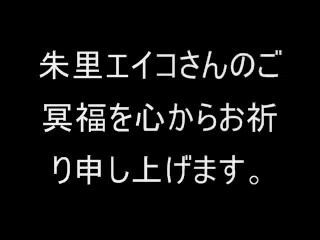 朱里エイコさんのご
冥福を心からお祈
り申し上げます。